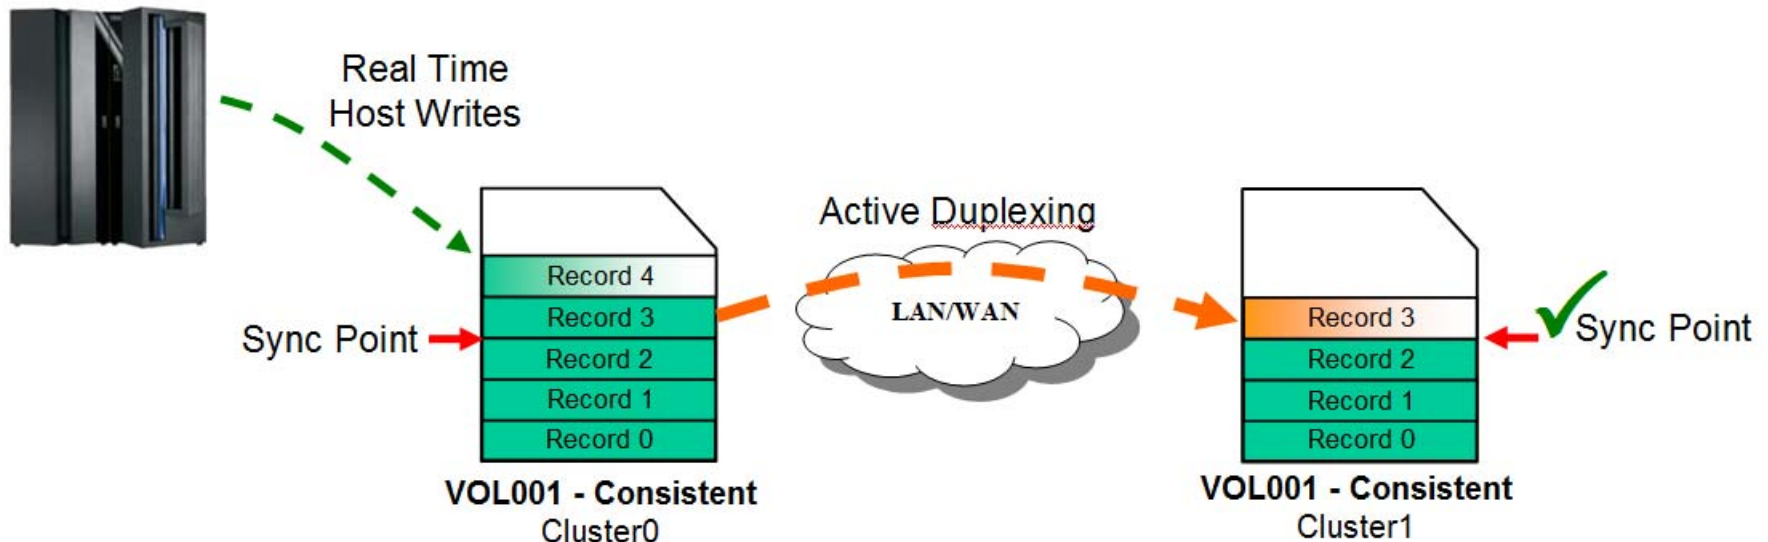 Real Time
Host Writes
Record 4
Record 3
Record 2
Record 1
Record 0
Sync Point
VOL001 - Consistent
Cluster0
Active Duplexing
LAN/WAN
Record 3
Record 2
Record 1
Record 0
Sync Point
VOL001 - Consistent
Cluster1